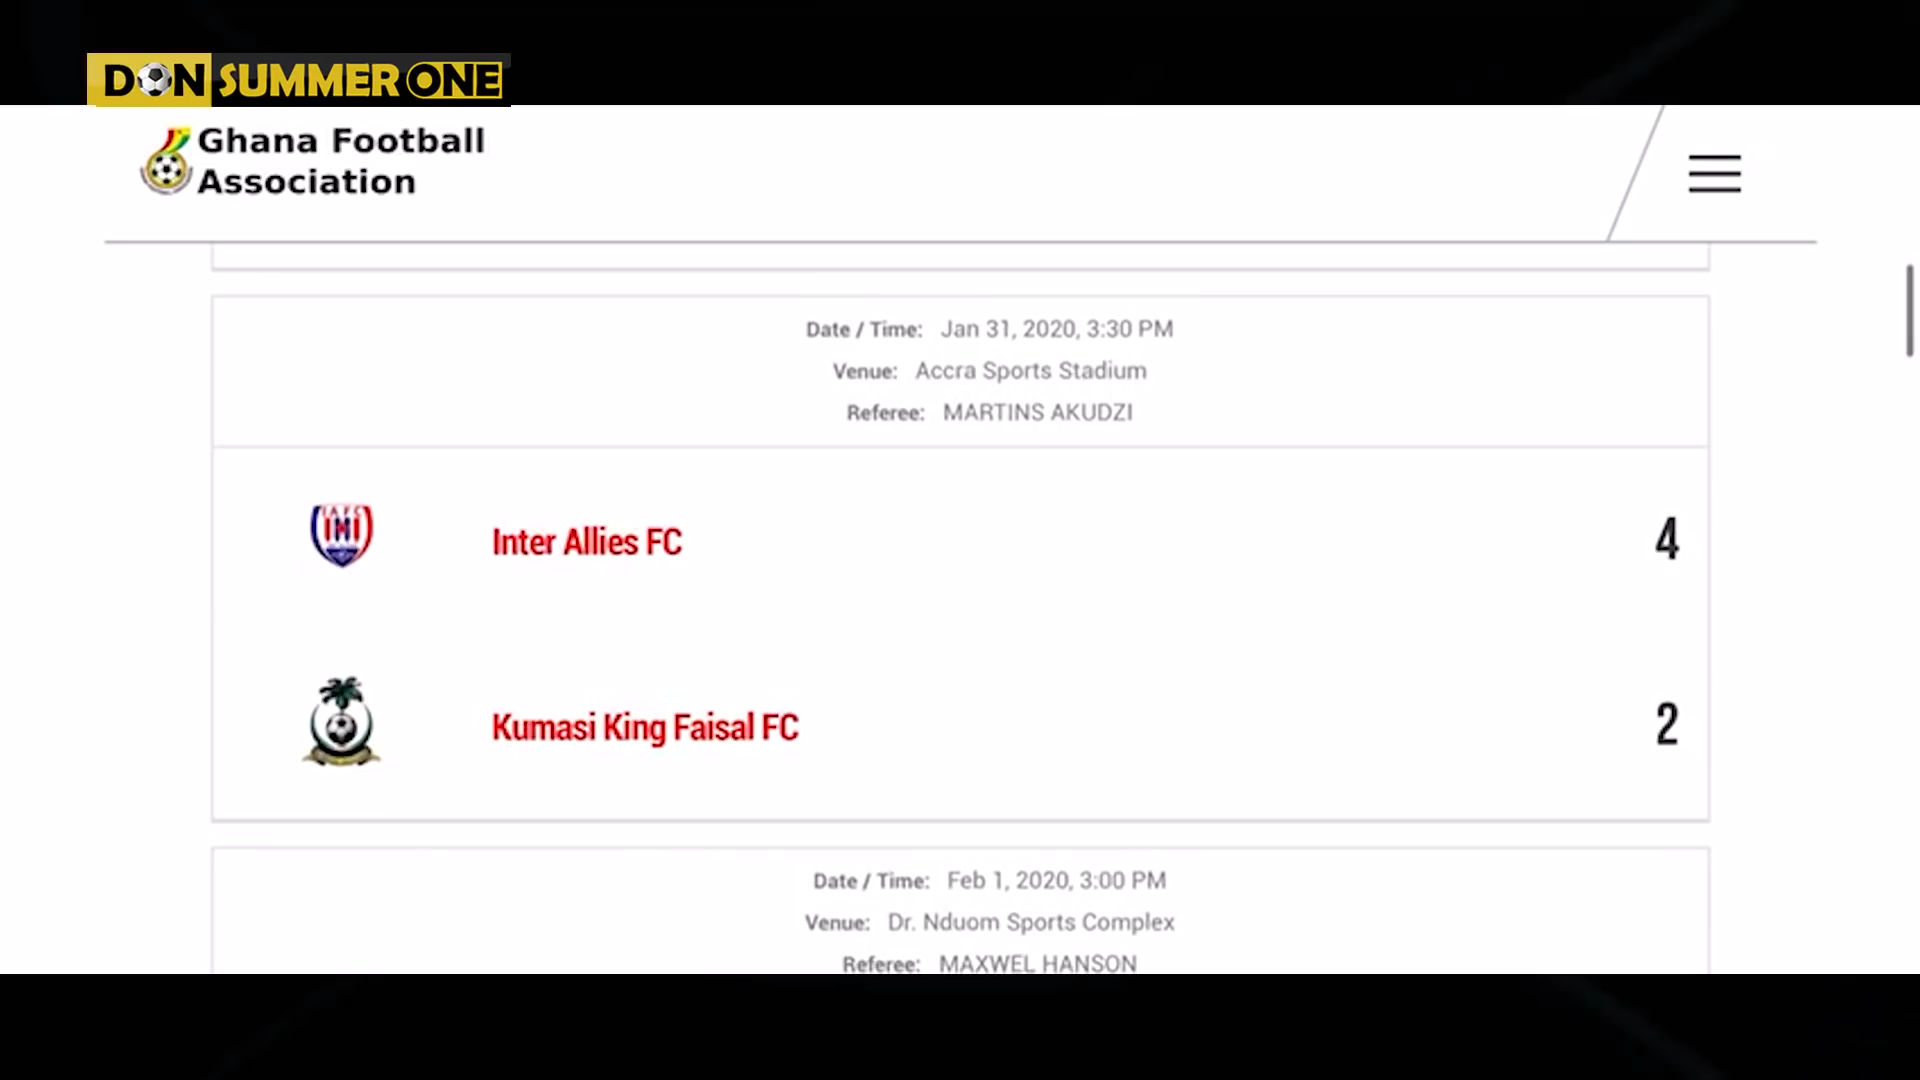 DON SUMMER ONE
Ghana Football
Association
Date / Time: Jan 31, 2020, 3:30 PM
Venue: Accra Sports Stadium
Referee: MARTINS AKUDZI
Inter Allies FC 4
Kumasi King Faisal FC 2
Date / Time: Feb 1, 2020, 3:00 PM
Venue: Dr. Nduom Sports Complex
Referee: MAXWEL HANSON